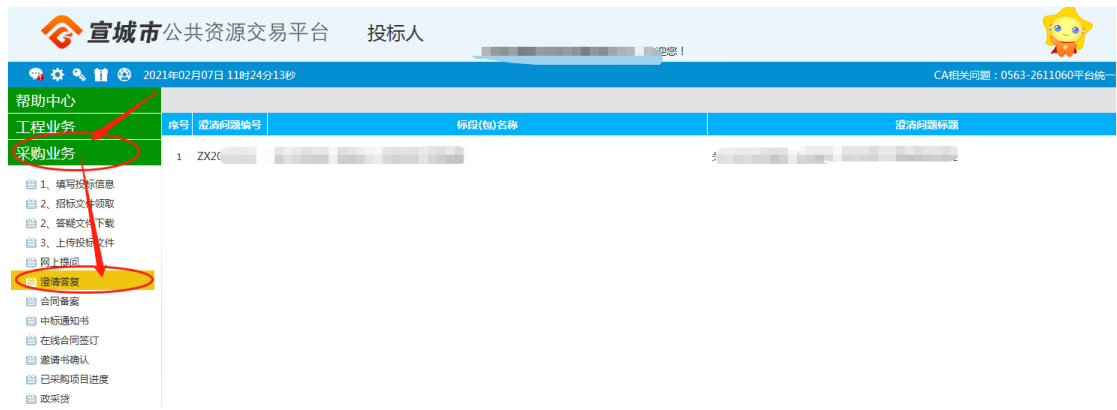 宣城市公共资源交易平台 投标人
迎您！
2021年02月07日 11时24分13秒 CA相关问题：0563-2611060平台统一
帮助中心
工程业务
采购业务
序号 澄清问题编号 标段(包)名称 澄清问题标题
1 ZX20
1、填写投标信息
2、招标文件领取
2、答疑文件下载
3、上传投标文件
网上提问
澄清答复
合同备案
中标通知书
在线合同签订
邀请书确认
已采购项目进度
政采贷